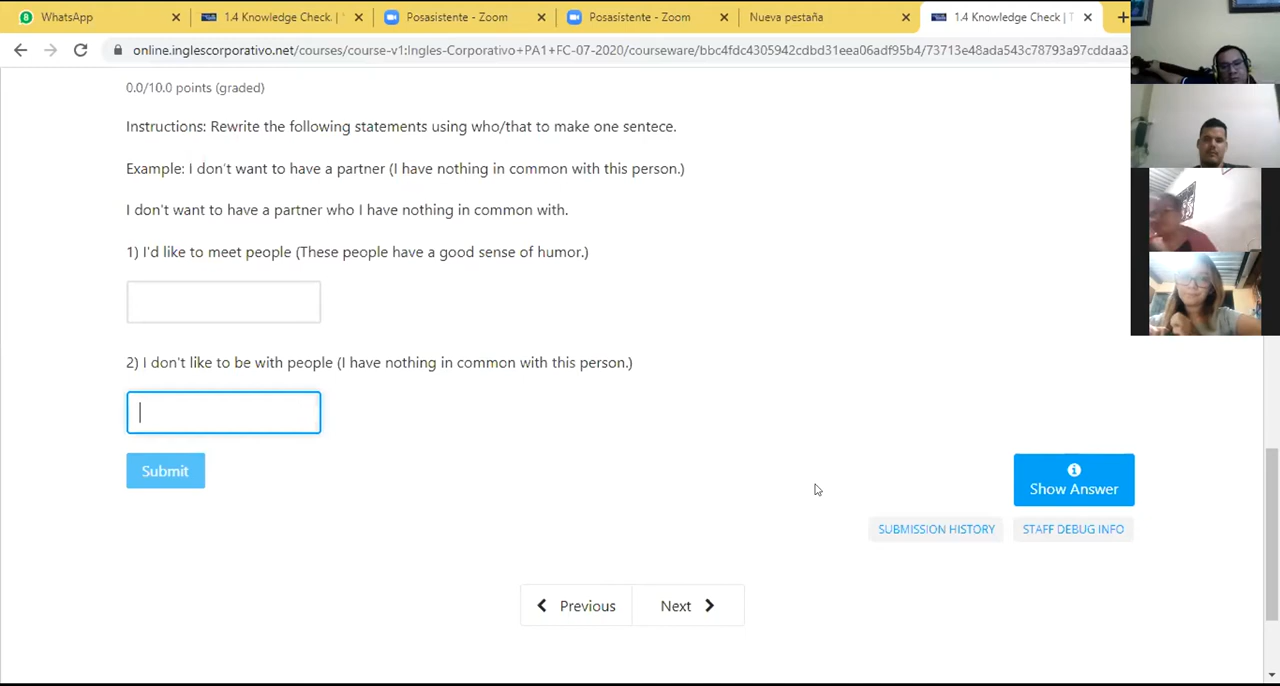 WhatsApp
1.4 Knowledge Check.
Posasistente - Zoom
Posasistente - Zoom
Nueva pestaña
1.4 Knowledge Check | T
online.inglescorporativo.net/courses/course-v1:Ingles-Corporativo+PA1+FC-07-2020/courseware/bbc4fdc4305942cdbd31eea06adf95b4/73713e48ada543c78793a97cddaa3...
0.0/10.0 points (graded)
Instructions: Rewrite the following statements using who/that to make one sentece.
Example: I don't want to have a partner (I have nothing in common with this person.)
I don't want to have a partner who I have nothing in common with.
1) I'd like to meet people (These people have a good sense of humor.)
2) I don't like to be with people (I have nothing in common with this person.)
Submit
Show Answer
SUBMISSION HISTORY
STAFF DEBUG INFO
Previous
Next